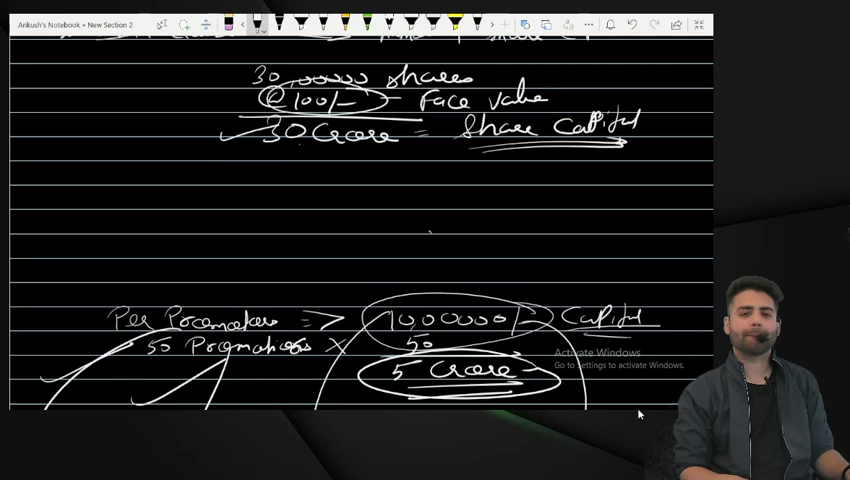 Ankush's Notebook • New Section 2
30,00000 shares
@ 100/- - Face value
30 Crore = Share Capital
Per Promoters => 10,00000/- Capital
50 Promoters X 50
5 Crore -
Activate Windows
Go to Settings to activate Windows.